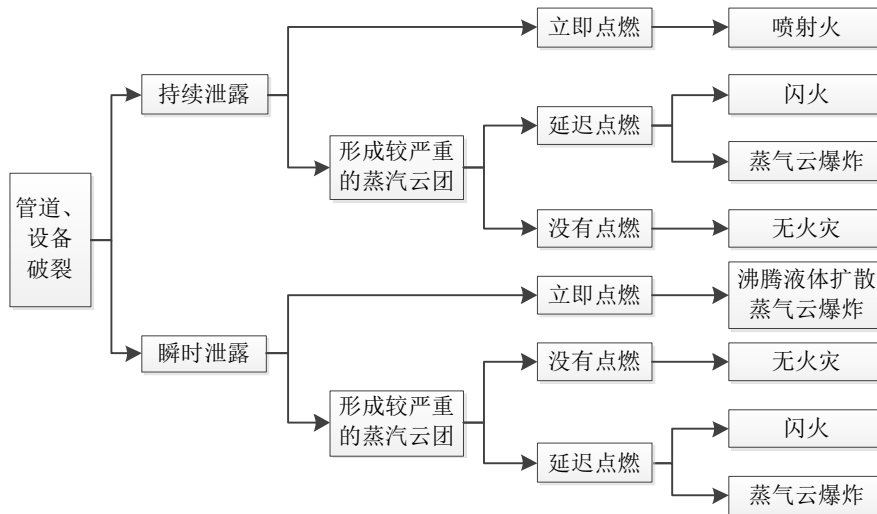 管道、
设备
破裂
持续泄露
立即点燃
喷射火
形成较严重
的蒸汽云团
延迟点燃
闪火
蒸气云爆炸
没有点燃
无火灾
瞬时泄露
立即点燃
沸腾液体扩散
蒸气云爆炸
形成较严重
的蒸汽云团
没有点燃
无火灾
延迟点燃
闪火
蒸气云爆炸